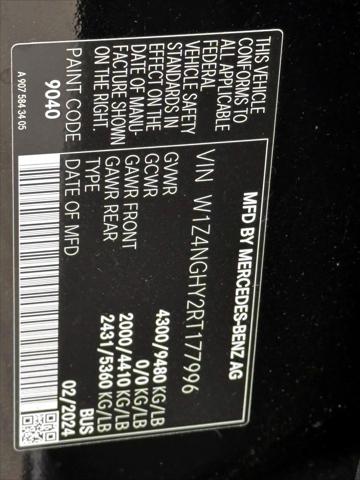 MFD BY MERCEDES-BENZ AG
VIN W1Z4NGHY2RT177996
GVWR 4300/9480 KG/LB
GCWR 0/0 KG/LB
GAWR FRONT 2000/4410 KG/LB
GAWR REAR 2431/5360 KG/LB
TYPE BUS
DATE OF MFD 02/2024
THIS VEHICLE
CONFORMS TO
ALL APPLICABLE
FEDERAL
VEHICLE SAFETY
STANDARDS IN
EFFECT ON THE
DATE OF MANU-
FACTURE SHOWN
ON THE RIGHT.
PAINT CODE
9040
A 907 584 34 05